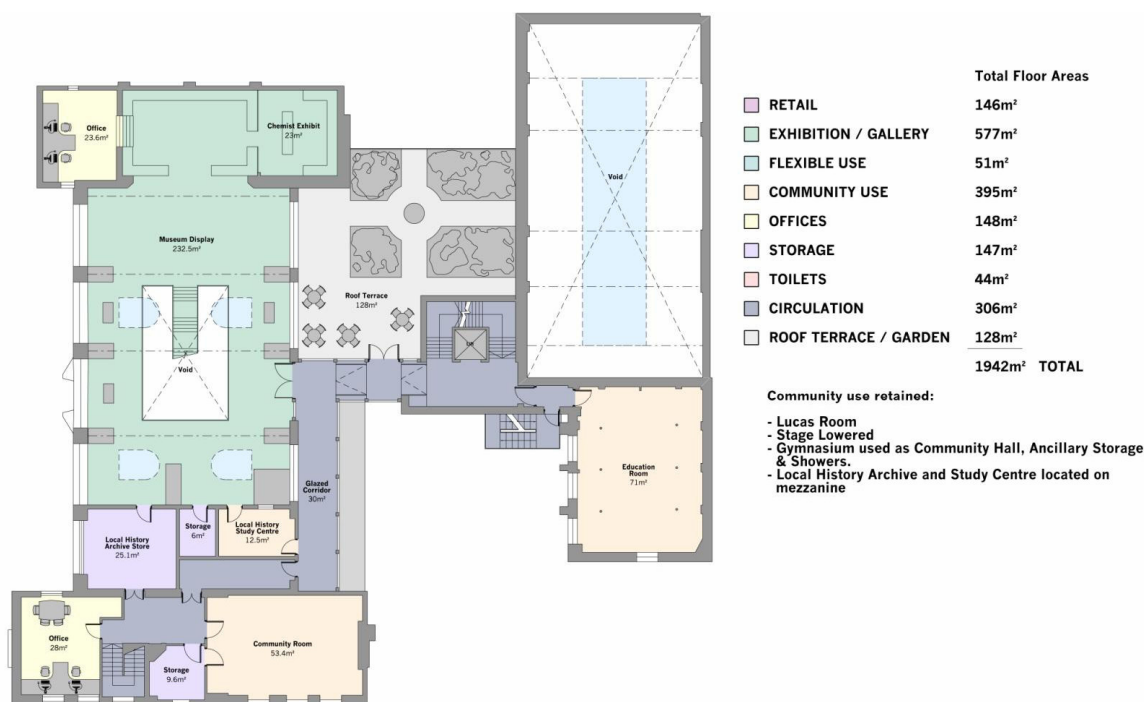 Office
23.6m²
Chemist Exhibit
23m²
Museum Display
232.5m²
Void
Roof Terrace
128m²
Void
Lift
Glazed
Corridor
30m²
Education
Room
71m²
Local History
Archive Store
25.1m²
Storage
6m²
Local History
Study Centre
12.5m²
Office
28m²
Storage
9.6m²
Community Room
53.4m²
Total Floor Areas
RETAIL 146m²
EXHIBITION / GALLERY 577m²
FLEXIBLE USE 51m²
COMMUNITY USE 395m²
OFFICES 148m²
STORAGE 147m²
TOILETS 44m²
CIRCULATION 306m²
ROOF TERRACE / GARDEN 128m²
1942m² TOTAL
Community use retained:
- Lucas Room
- Stage Lowered
- Gymnasium used as Community Hall, Ancillary Storage
& Showers.
- Local History Archive and Study Centre located on
mezzanine